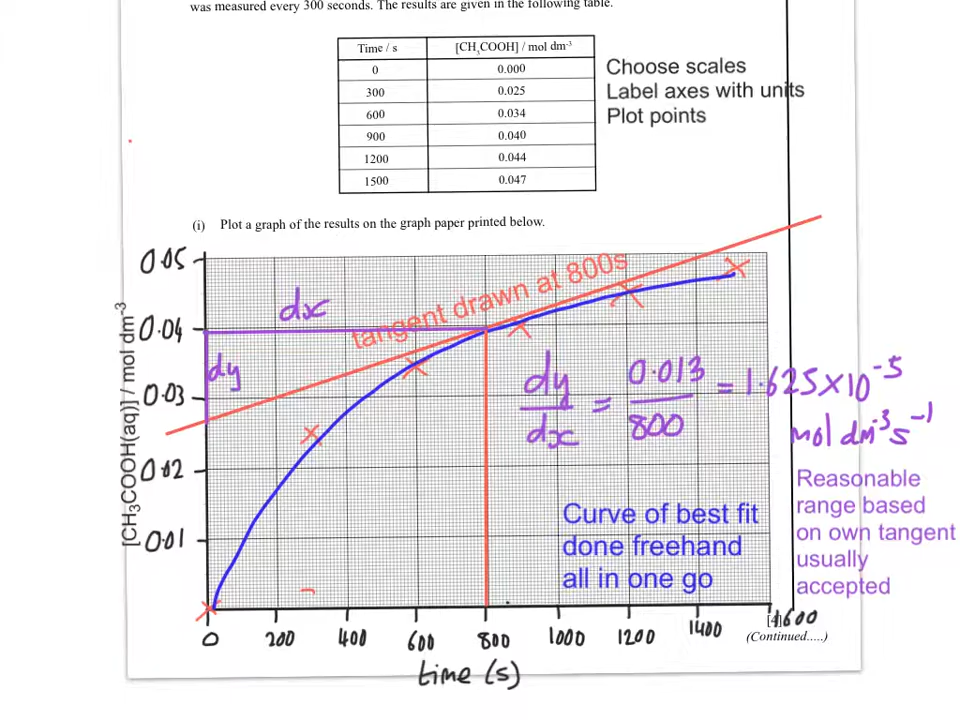 was measured every 300 seconds. The results are given in the following table.
Time / s [CH3COOH] / mol dm-3
0 0.000
300 0.025
600 0.034
900 0.040
1200 0.044
1500 0.047
Choose scales
Label axes with units
Plot points
(i) Plot a graph of the results on the graph paper printed below.
0.05
0.04
0.03
0.02
0.01
[CH3COOH(aq)] / mol dm-3
dx
dy
tangent drawn at 800s
dy/dx = 0.013/800 = 1.625x10-5
mol dm-3 s-1
Reasonable
range based
on own tangent
usually
accepted
Curve of best fit
done freehand
all in one go
0 200 400 600 800 1000 1200 1400 1600
[4]
(Continued.....)
time (s)